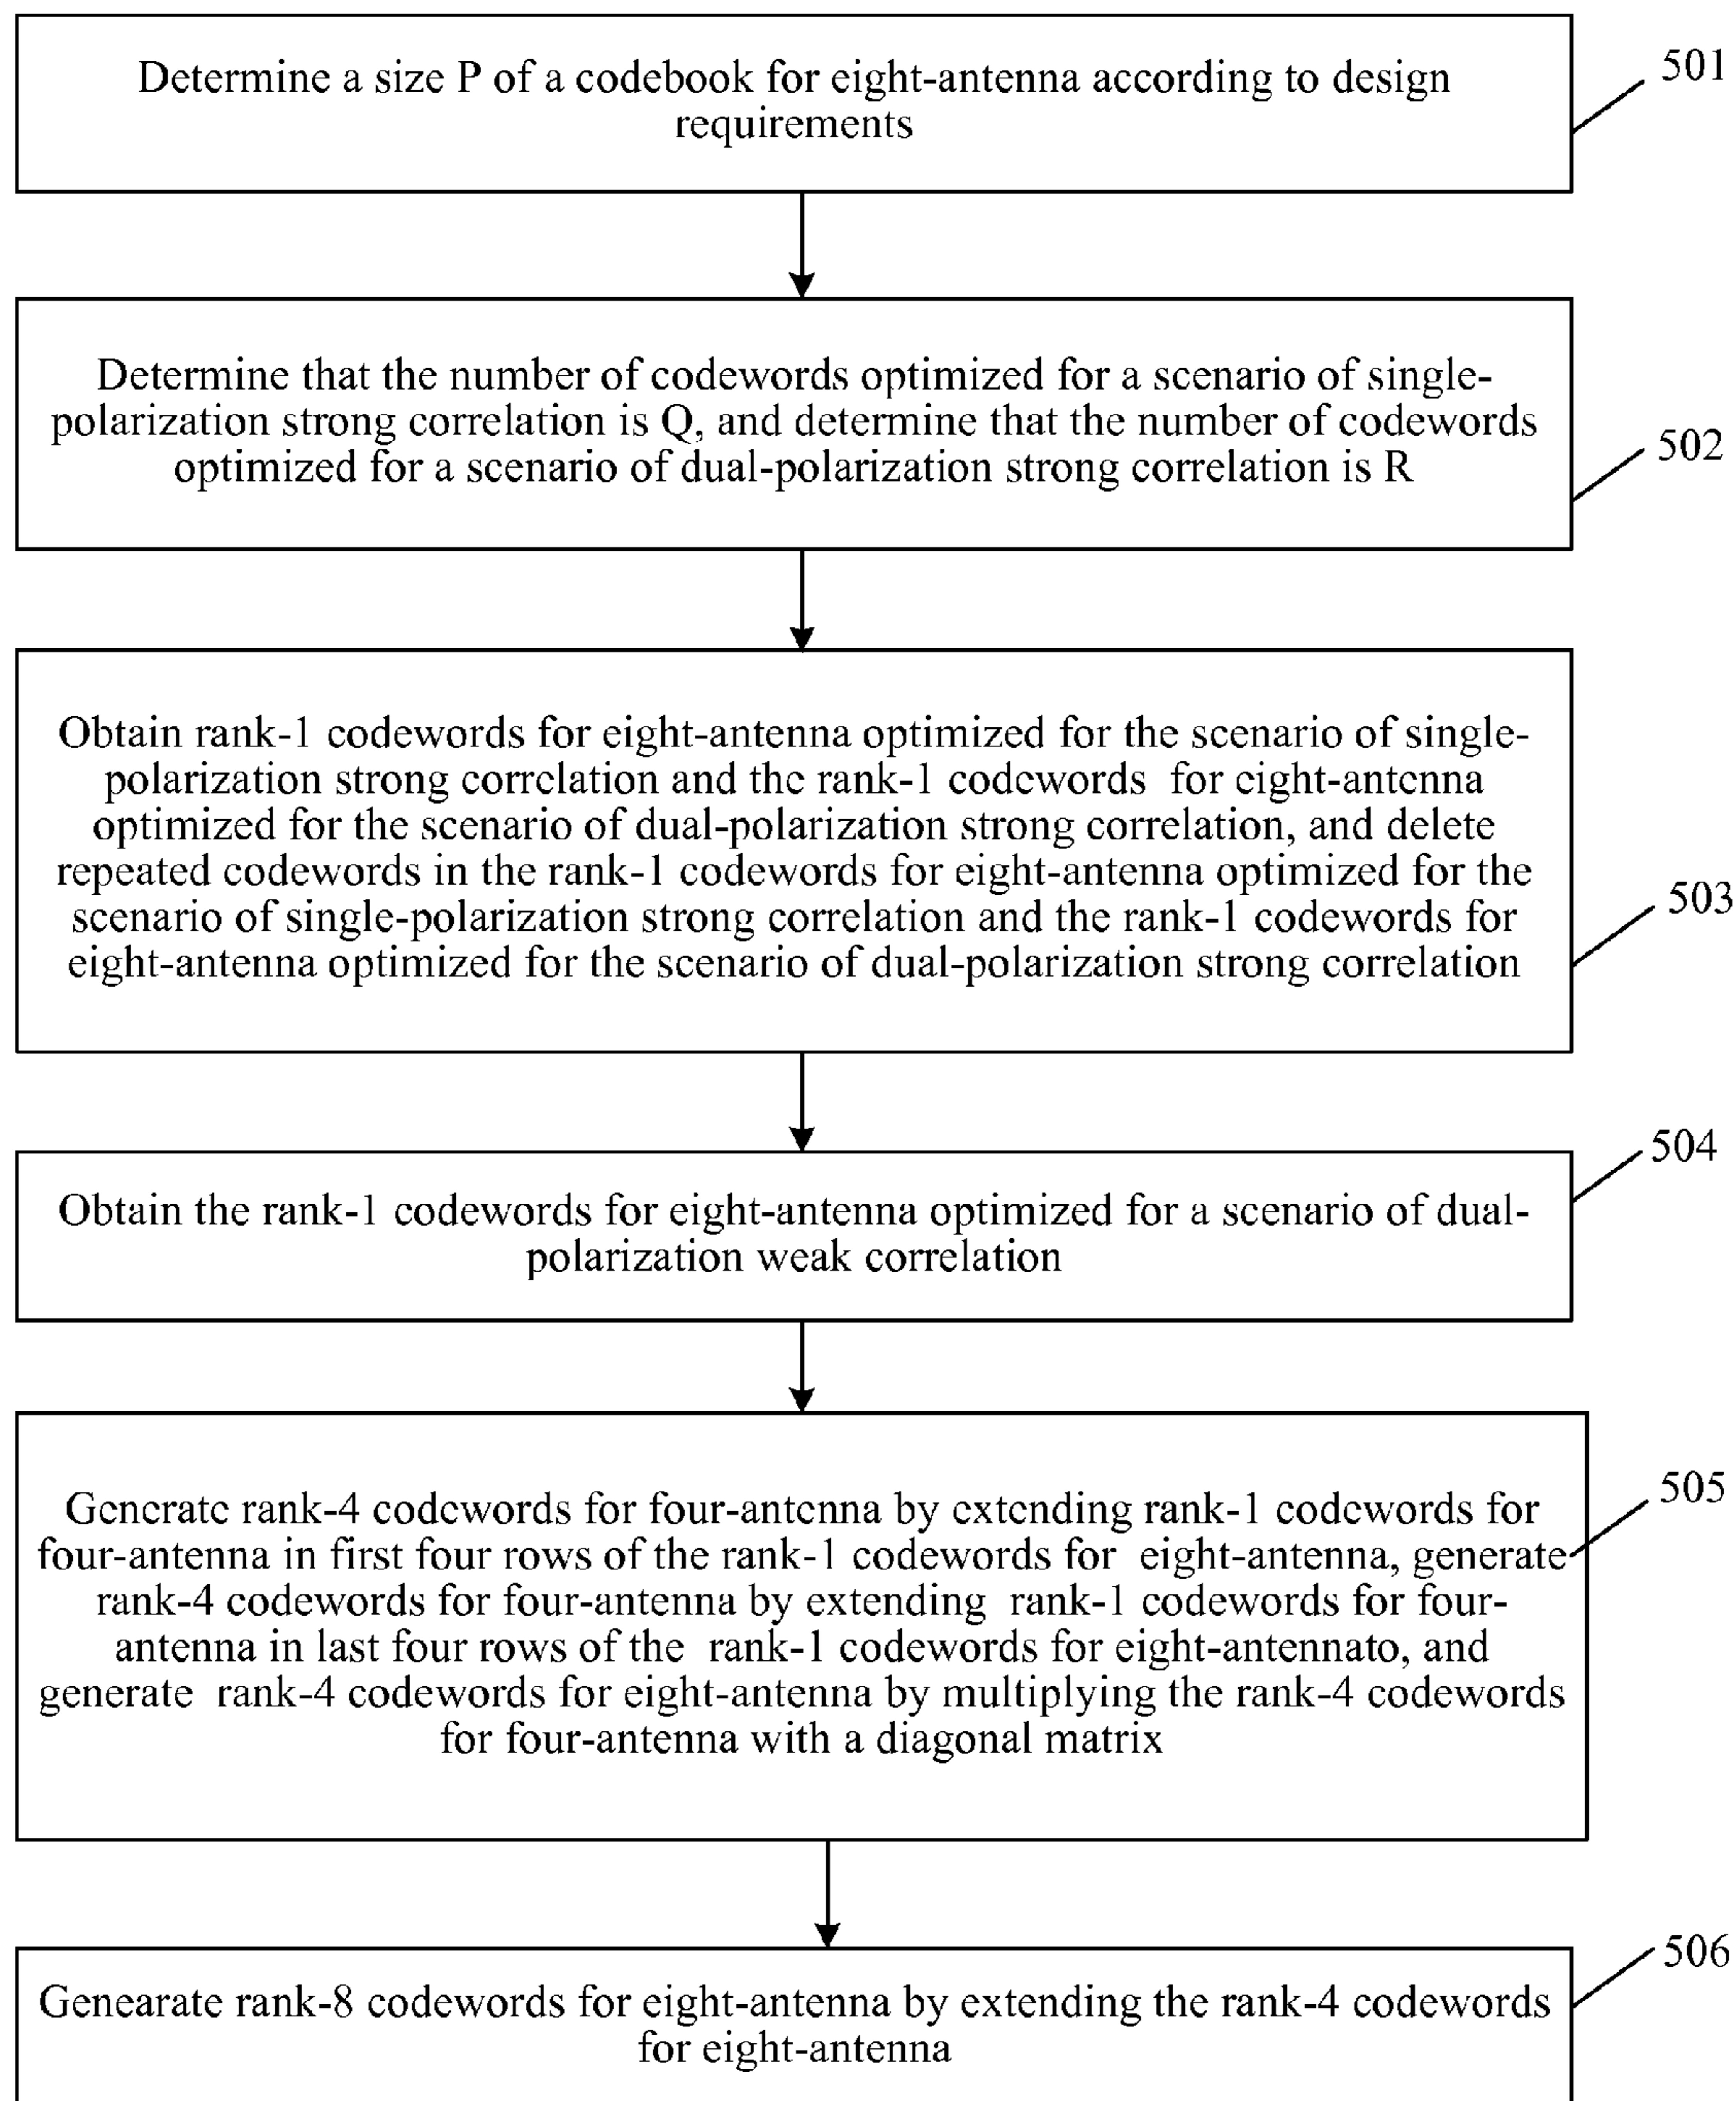 Determine a size P of a codebook for eight-antenna according to design
requirements
501
Determine that the number of codewords optimized for a scenario of single-
polarization strong correlation is Q, and determine that the number of codewords
optimized for a scenario of dual-polarization strong correlation is R
502
Obtain rank-1 codewords for eight-antenna optimized for the scenario of single-
polarization strong correlation and the rank-1 codewords for eight-antenna
optimized for the scenario of dual-polarization strong correlation, and delete
repeated codewords in the rank-1 codewords for eight-antenna optimized for the
scenario of single-polarization strong correlation and the rank-1 codewords for
eight-antenna optimized for the scenario of dual-polarization strong correlation
503
Obtain the rank-1 codewords for eight-antenna optimized for a scenario of dual-
polarization weak correlation
504
Generate rank-4 codewords for four-antenna by extending rank-1 codewords for
four-antenna in first four rows of the rank-1 codewords for eight-antenna, generate
rank-4 codewords for four-antenna by extending rank-1 codewords for four-
antenna in last four rows of the rank-1 codewords for eight-antennato, and
generate rank-4 codewords for eight-antenna by multiplying the rank-4 codewords
for four-antenna with a diagonal matrix
505
Genearate rank-8 codewords for eight-antenna by extending the rank-4 codewords
for eight-antenna
506